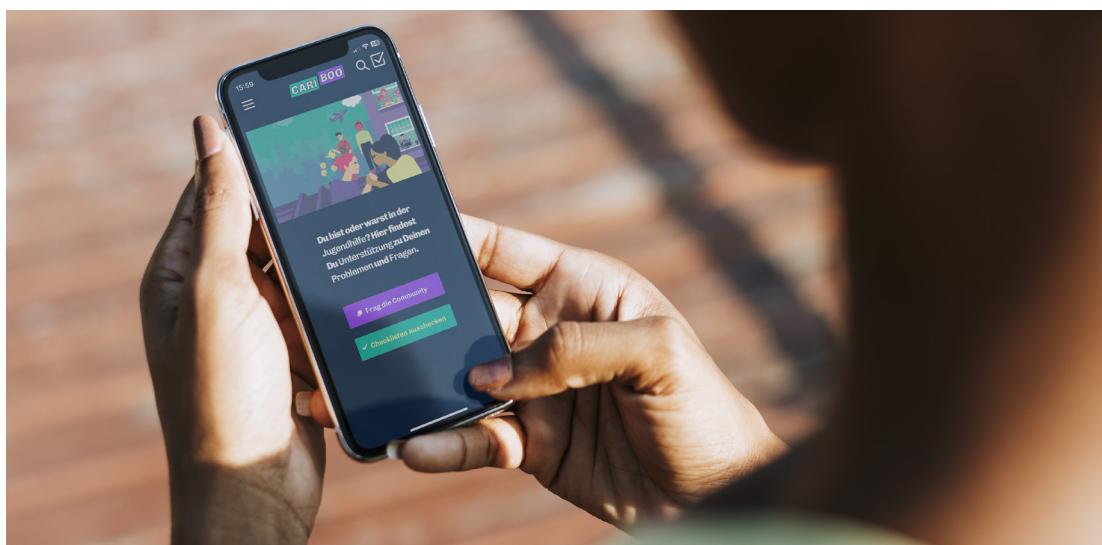 15:59
CARI BOO
Du bist oder warst in der
Jugendhilfe? Hier findest
Du Unterstützung zu Deinen
Problemen und Fragen.
Frag die Community
Checklisten auschecken